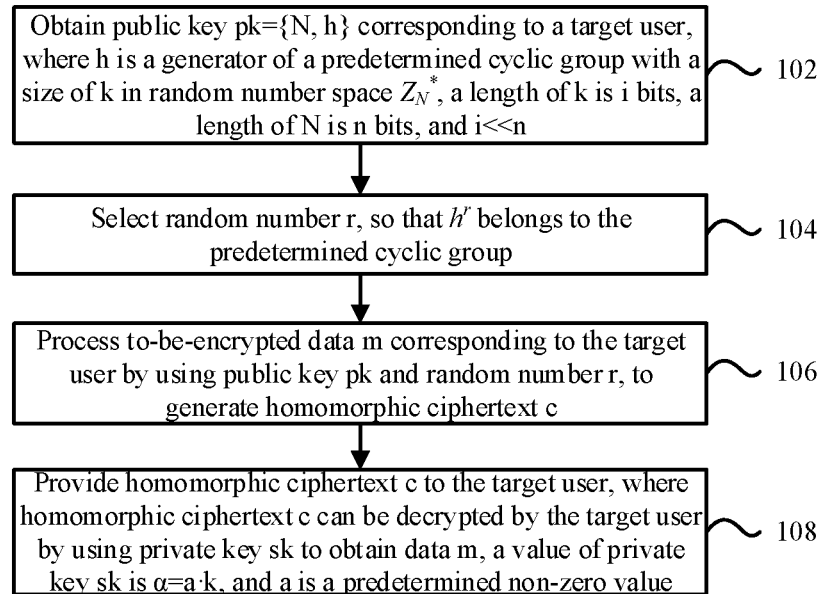 Obtain public key pk={N, h} corresponding to a target user,
where h is a generator of a predetermined cyclic group with a
size of k in random number space Z_N^*, a length of k is i bits, a
length of N is n bits, and i<<n
102
Select random number r, so that h^r belongs to the
predetermined cyclic group
104
Process to-be-encrypted data m corresponding to the target
user by using public key pk and random number r, to
generate homomorphic ciphertext c
106
Provide homomorphic ciphertext c to the target user, where
homomorphic ciphertext c can be decrypted by the target user
by using private key sk to obtain data m, a value of private
key sk is α=a·k, and a is a predetermined non-zero value
108